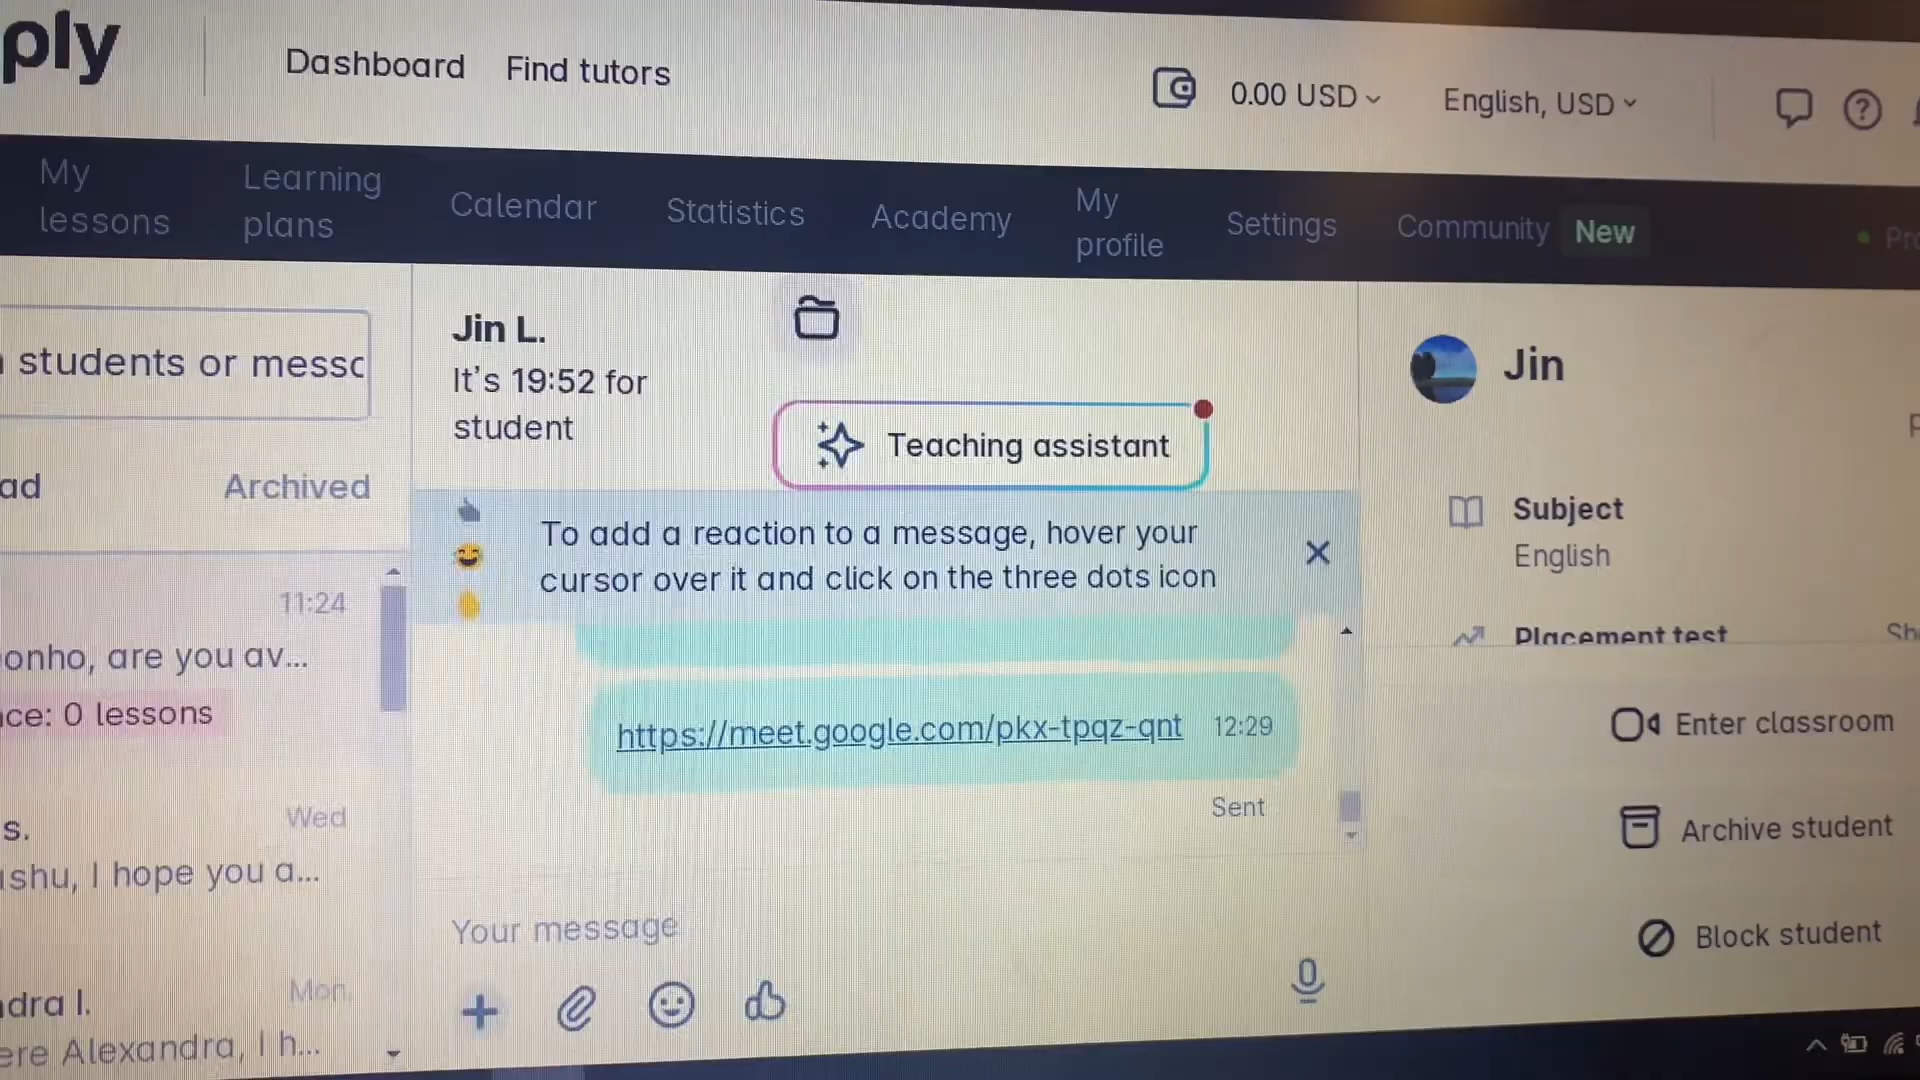 ply
Dashboard
Find tutors
0.00 USD
English, USD
My lessons
Learning plans
Calendar
Statistics
Academy
My profile
Settings
Community
New
students or messa
ad
Archived
11:24
onho, are you av...
ce: 0 lessons
s.
Wed
shu, I hope you a...
dra I.
Mon
ere Alexandra, I h...
Jin L.
It's 19:52 for
student
Teaching assistant
To add a reaction to a message, hover your
cursor over it and click on the three dots icon
https://meet.google.com/pkx-tpqz-qnt
12:29
Sent
Your message
Jin
Subject
English
Placement test
Sh
Enter classroom
Archive student
Block student